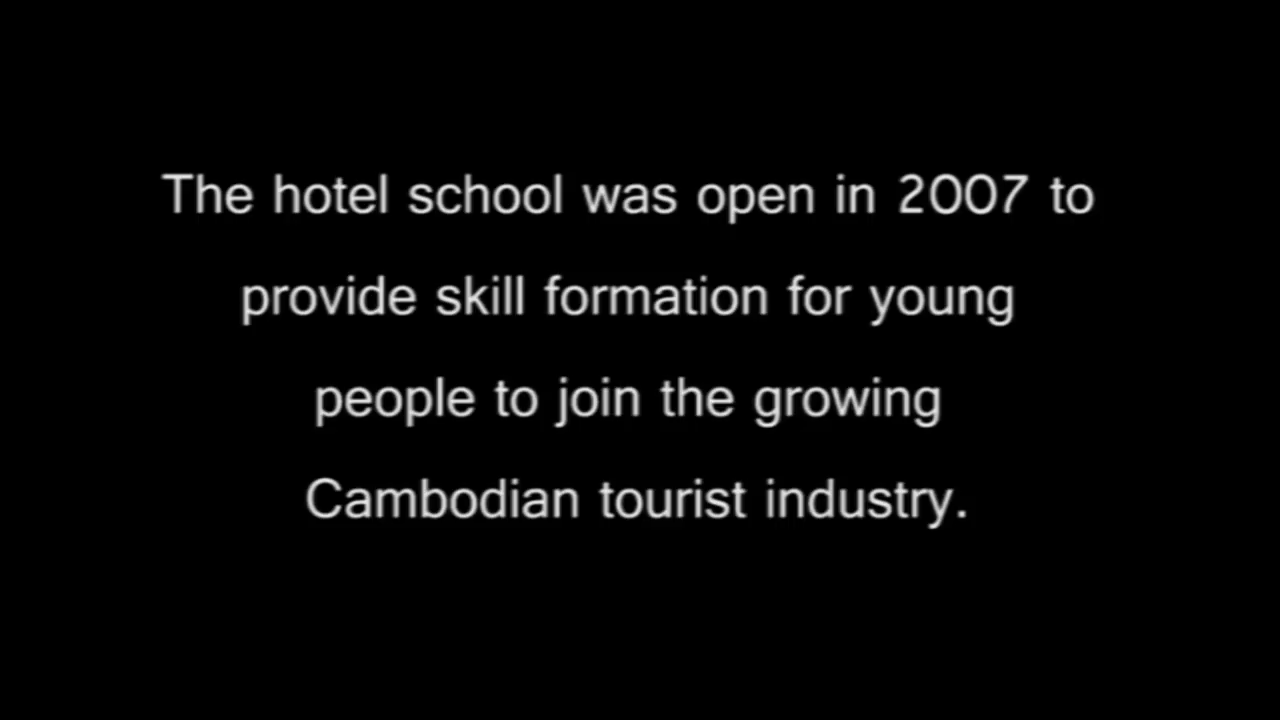 The hotel school was open in 2007 to
provide skill formation for young
people to join the growing
Cambodian tourist industry.